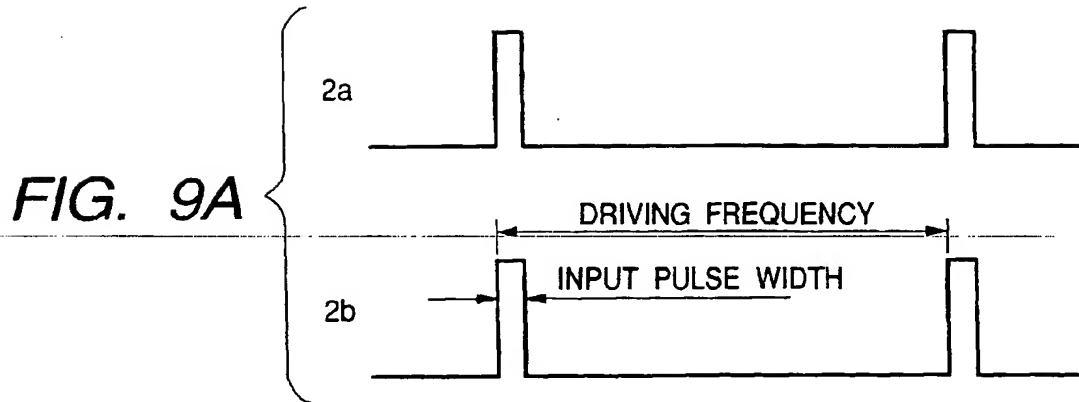 2a
FIG. 9A
DRIVING FREQUENCY
INPUT PULSE WIDTH
2b